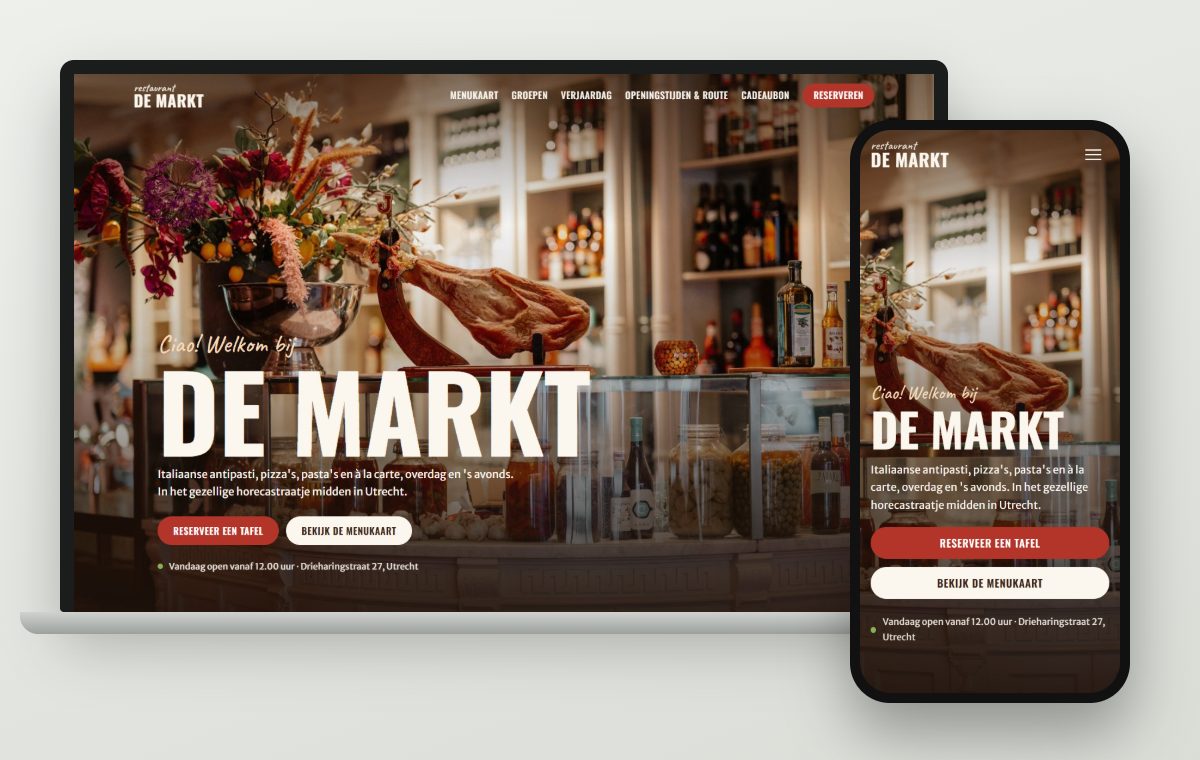 restaurant
DE MARKT
MENUKAART GROEPEN VERJAARDAG OPENINGSTIJDEN & ROUTE CADEAUBON RESERVEREN
Ciao! Welkom bij
DE MARKT
Italiaanse antipasti, pizza's, pasta's en à la carte, overdag en 's avonds.
In het gezellige horecastraatje midden in Utrecht.
RESERVEER EEN TAFEL BEKIJK DE MENUKAART
Vandaag open vanaf 12.00 uur · Drieharingstraat 27, Utrecht
restaurant
DE MARKT
Ciao! Welkom bij
DE MARKT
Italiaanse antipasti, pizza's, pasta's en à la
carte, overdag en 's avonds. In het gezellige
horecastraatje midden in Utrecht.
RESERVEER EEN TAFEL
BEKIJK DE MENUKAART
Vandaag open vanaf 12.00 uur · Drieharingstraat 27,
Utrecht